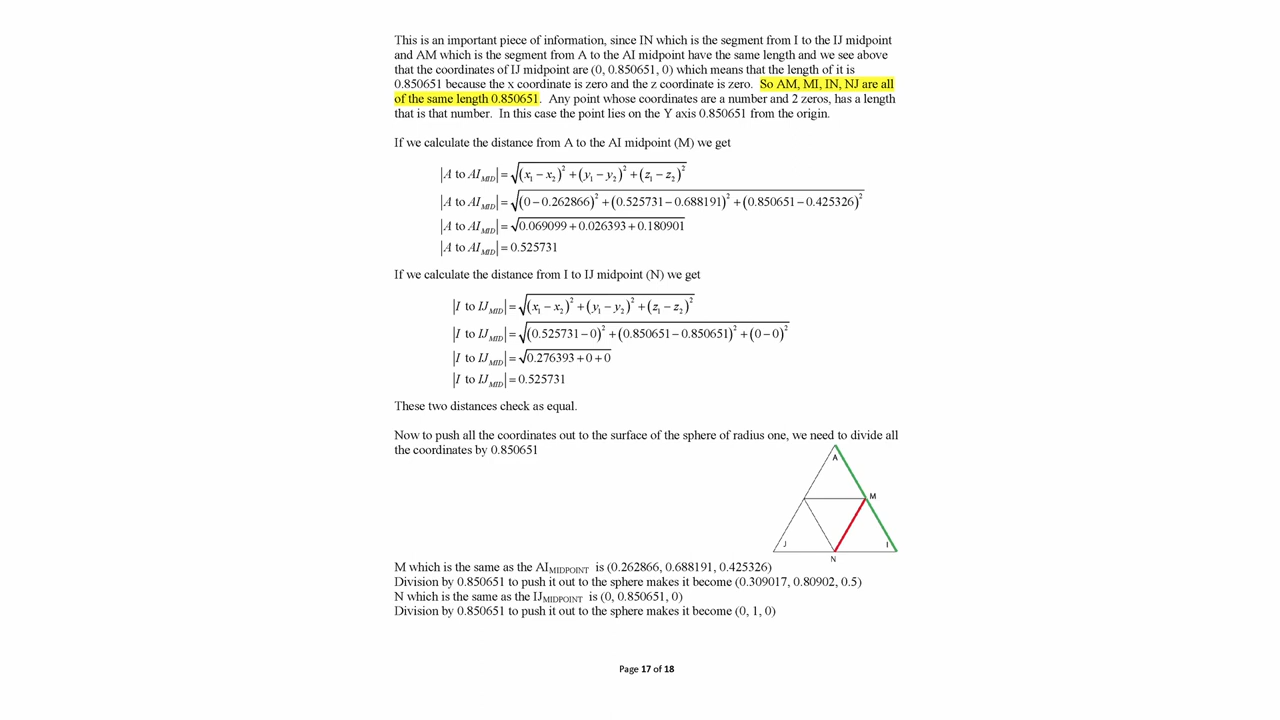 This is an important piece of information, since IN which is the segment from I to the IJ midpoint
and AM which is the segment from A to the AI midpoint have the same length and we see above
that the coordinates of IJ midpoint are (0, 0.850651, 0) which means that the length of it is
0.850651 because the x coordinate is zero and the z coordinate is zero.  So AM, MI, IN, NJ are all
of the same length 0.850651.  Any point whose coordinates are a number and 2 zeros, has a length
that is that number.  In this case the point lies on the Y axis 0.850651 from the origin.
If we calculate the distance from A to the AI midpoint (M) we get
|A to AI_MID| = √((x₁ − x₂)² + (y₁ − y₂)² + (z₁ − z₂)²)
|A to AI_MID| = √((0 − 0.262866)² + (0.525731 − 0.688191)² + (0.850651 − 0.425326)²)
|A to AI_MID| = √(0.069099 + 0.026393 + 0.180901)
|A to AI_MID| = 0.525731
If we calculate the distance from I to IJ midpoint (N) we get
|I to IJ_MID| = √((x₁ − x₂)² + (y₁ − y₂)² + (z₁ − z₂)²)
|I to IJ_MID| = √((0.525731 − 0)² + (0.850651 − 0.850651)² + (0 − 0)²)
|I to IJ_MID| = √(0.276393 + 0 + 0)
|I to IJ_MID| = 0.525731
These two distances check as equal.
Now to push all the coordinates out to the surface of the sphere of radius one, we need to divide all
the coordinates by 0.850651
A
M
J
I
N
M which is the same as the AI_MIDPOINT is (0.262866, 0.688191, 0.425326)
Division by 0.850651 to push it out to the sphere makes it become (0.309017, 0.80902, 0.5)
N which is the same as the IJ_MIDPOINT is (0, 0.850651, 0)
Division by 0.850651 to push it out to the sphere makes it become (0, 1, 0)
Page 17 of 18